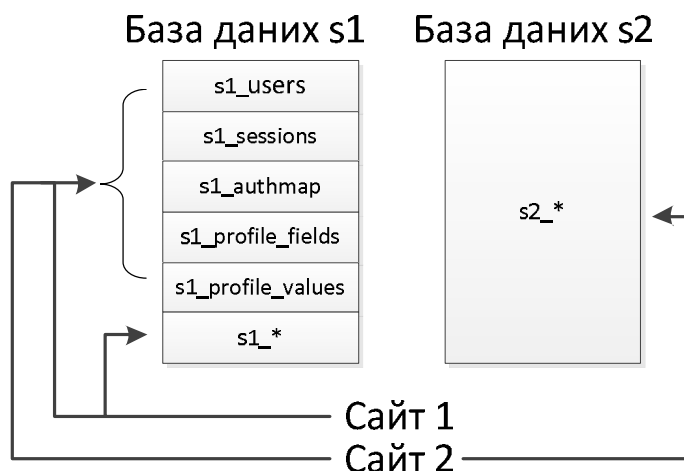 База даних s1
База даних s2
s1_users
s1_sessions
s1_authmap
s1_profile_fields
s1_profile_values
s1_*
s2_*
Сайт 1
Сайт 2